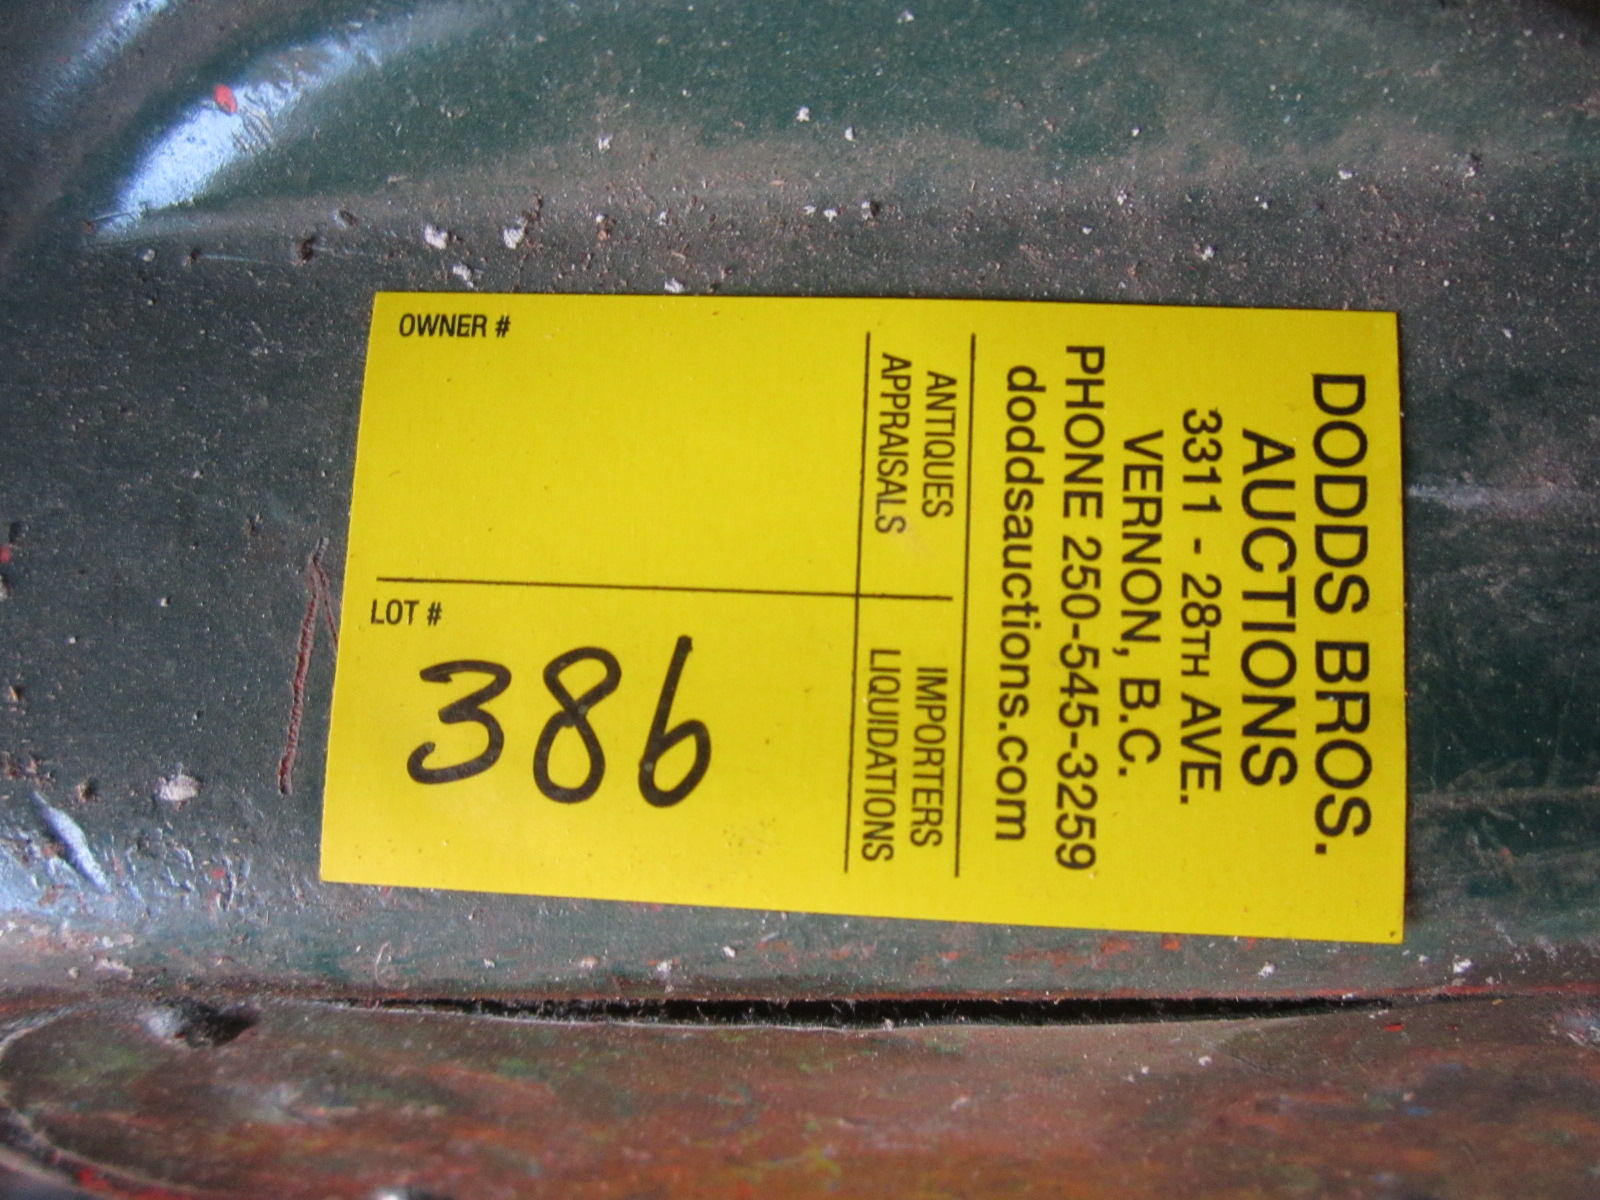 DODDS BROS.
AUCTIONS
3311 - 28TH AVE.
VERNON, B.C.
PHONE 250-545-3259
doddsauctions.com
ANTIQUES
APPRAISALS
IMPORTERS
LIQUIDATIONS
OWNER #
LOT #
386